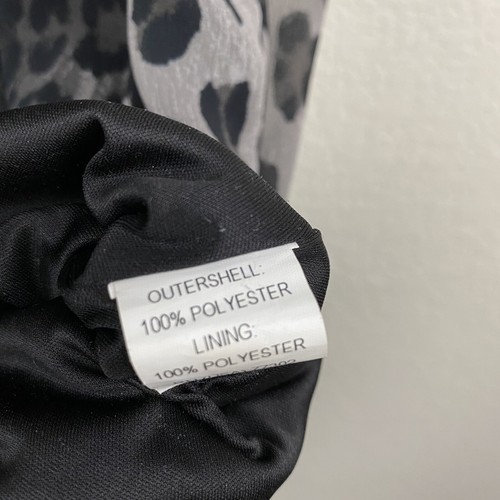 OUTERSHELL:
100% POLYESTER
LINING:
100% POLYESTER